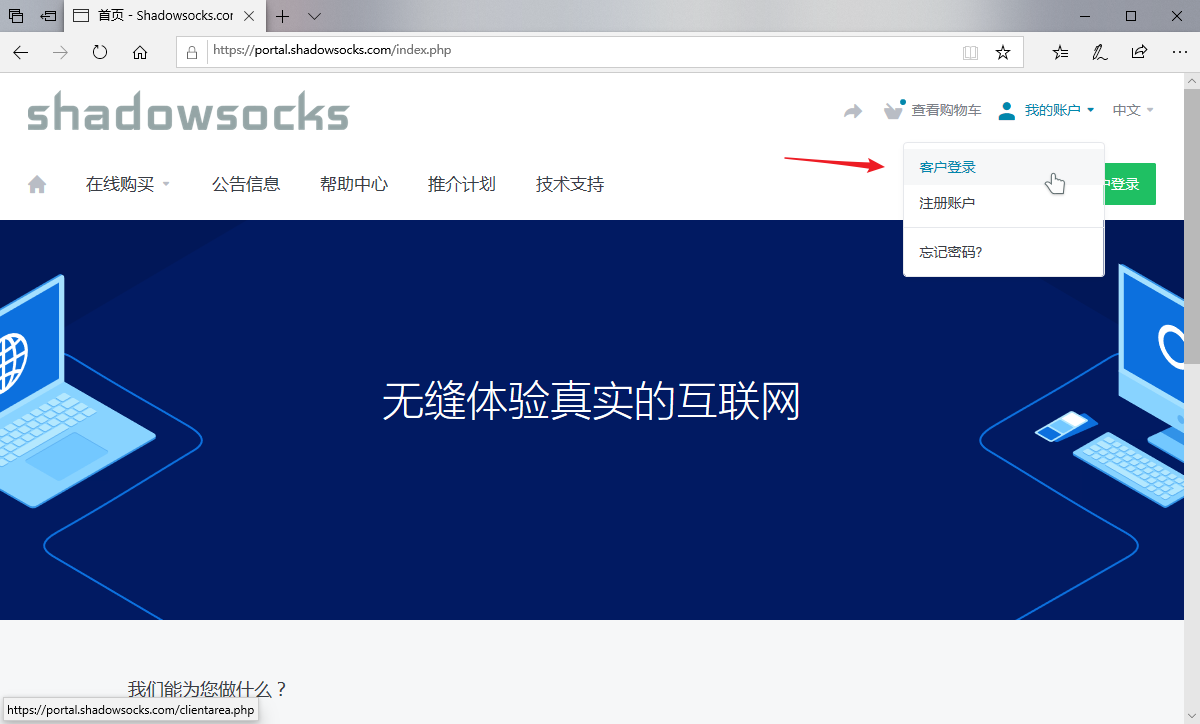 首页 - Shadowsocks.cor
https://portal.shadowsocks.com/index.php
shadowsocks
查看购物车
我的账户
中文
在线购买
公告信息
帮助中心
推介计划
技术支持
客户登录
注册账户
忘记密码?
户登录
无缝体验真实的互联网
我们能为您做什么？
https://portal.shadowsocks.com/clientarea.php